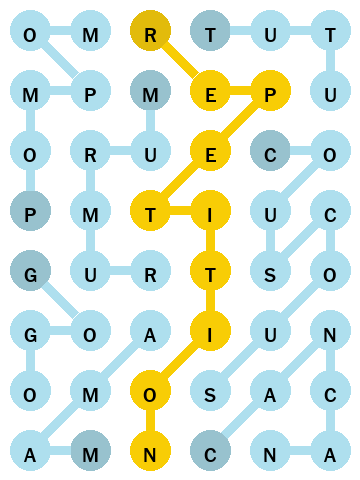 O M R T U T
M P M E P U
O R U E C O
P M T I U C
G U R T S O
G O A I U N
O M O S A C
A M N C N A